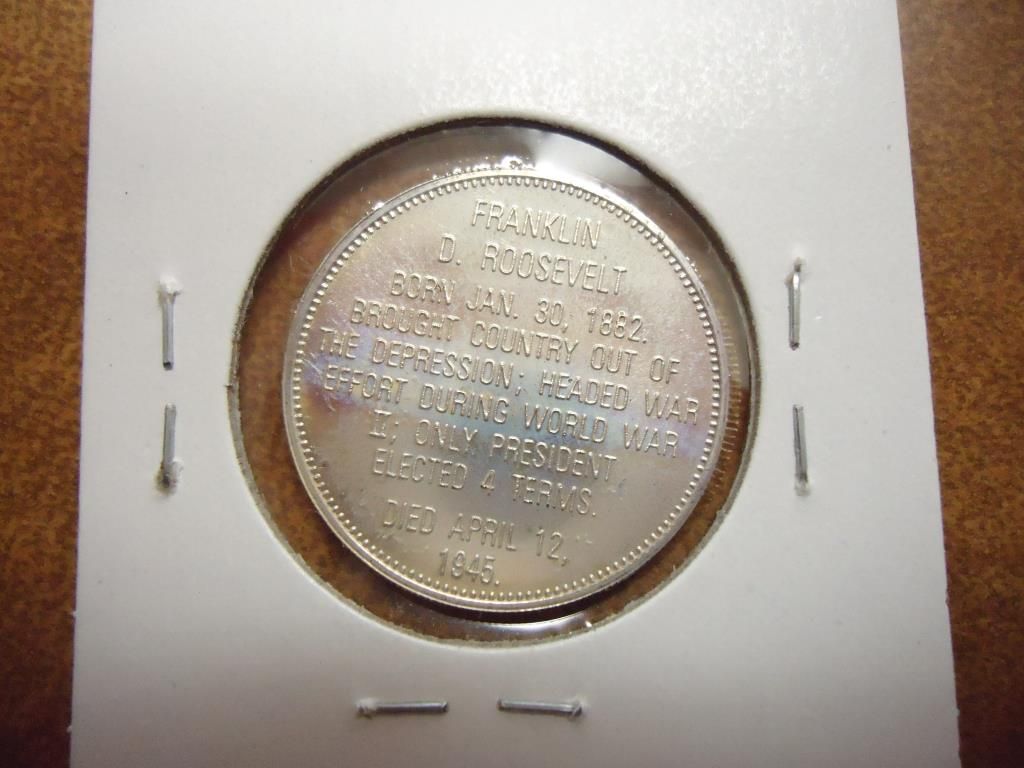 FRANKLIN
D. ROOSEVELT
BORN JAN. 30, 1882.
BROUGHT COUNTRY OUT OF
THE DEPRESSION; HEADED WAR
EFFORT DURING WORLD WAR
II; ONLY PRESIDENT
ELECTED 4 TERMS.
DIED APRIL 12,
1945.